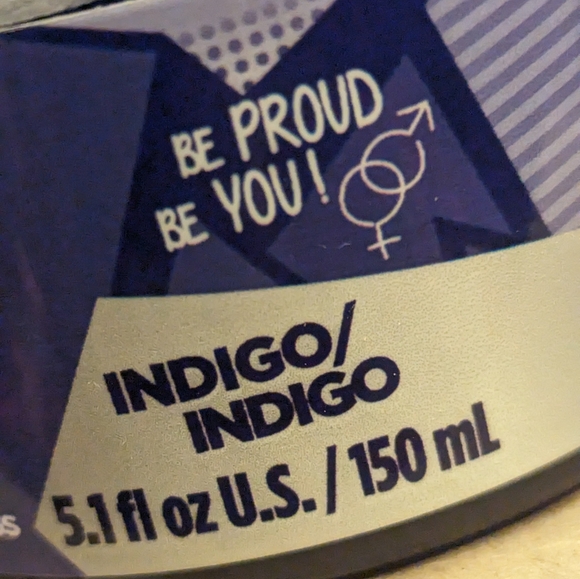 BE PROUD
BE YOU!
INDIGO/
INDIGO
5.1 fl oz U.S. / 150 mL